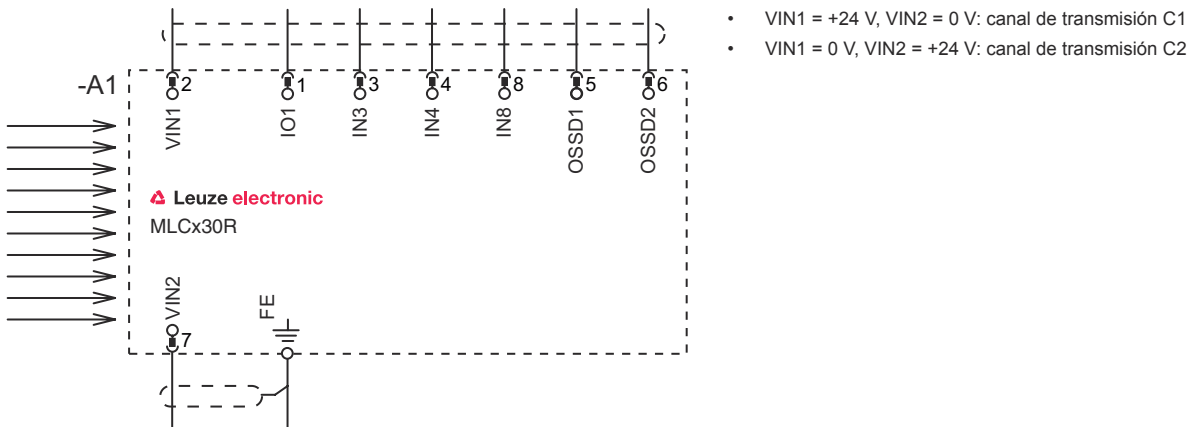 • VIN1 = +24 V, VIN2 = 0 V: canal de transmisión C1
• VIN1 = 0 V, VIN2 = +24 V: canal de transmisión C2
-A1
2 1 3 4 8 5 6
VIN1 IO1 IN3 IN4 IN8 OSSD1 OSSD2
Leuze electronic
MLCx30R
VIN2 FE
7